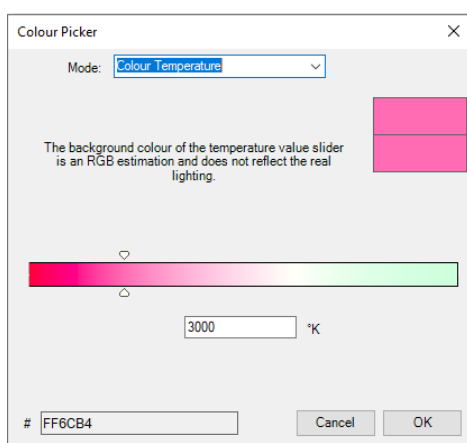 Colour Picker
Mode: Colour Temperature
The background colour of the temperature value slider
is an RGB estimation and does not reflect the real
lighting.
3000 °K
# FF6CB4 Cancel OK